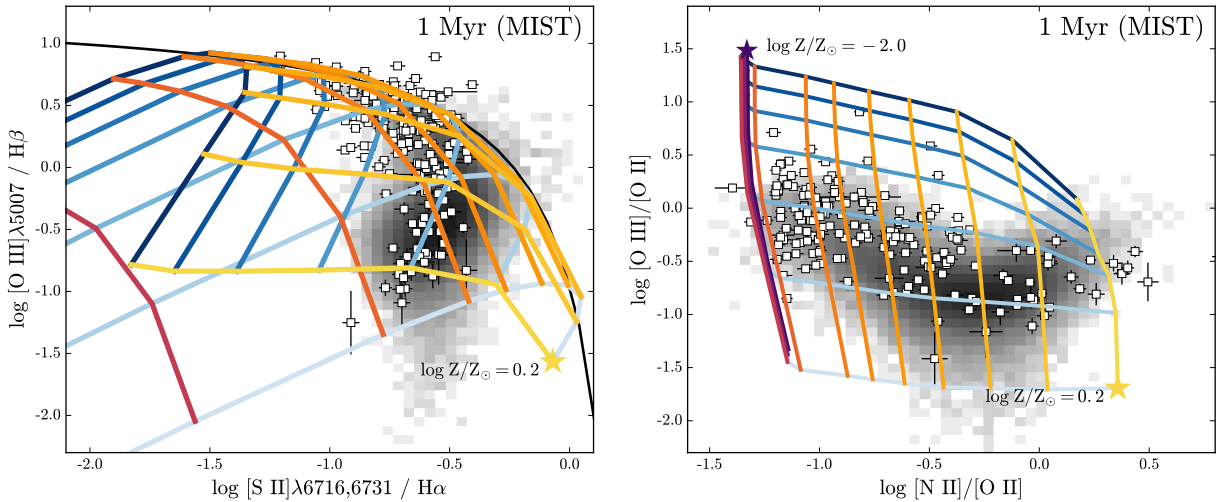 1 Myr (MIST)
log [O III]λ5007 / Hβ
1.0
0.5
0.0
-0.5
-1.0
-1.5
-2.0
log Z/Z⊙ = 0.2
-2.0 -1.5 -1.0 -0.5 0.0
log [S II]λ6716,6731 / Hα
1 Myr (MIST)
log Z/Z⊙ = −2.0
log [O III]/[O II]
1.5
1.0
0.5
0.0
-0.5
-1.0
-1.5
-2.0
log Z/Z⊙ = 0.2
-1.5 -1.0 -0.5 0.0 0.5
log [N II]/[O II]